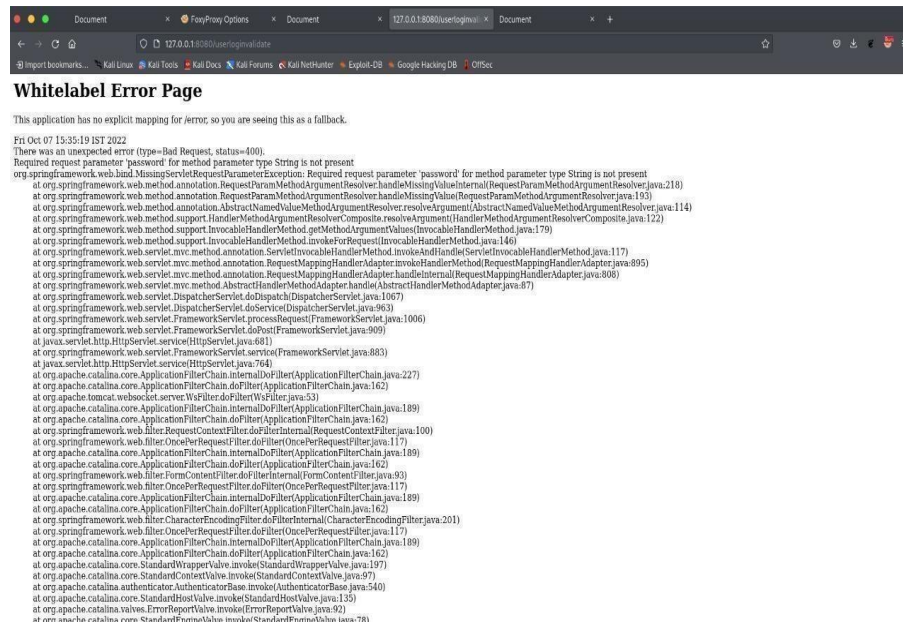 Document
FoxyProxy Options
Document
127.0.0.1:8080/userloginvali
Document
127.0.0.1:8080/userloginvalidate
Import bookmarks... Kali Linux Kali Tools Kali Docs Kali Forums Kali NetHunter Exploit-DB Google Hacking DB OffSec
Whitelabel Error Page
This application has no explicit mapping for /error, so you are seeing this as a fallback.
Fri Oct 07 15:35:19 IST 2022
There was an unexpected error (type=Bad Request, status=400).
Required request parameter 'password' for method parameter type String is not present
org.springframework.web.bind.MissingServletRequestParameterException: Required request parameter 'password' for method parameter type String is not present
at org.springframework.web.method.annotation.RequestParamMethodArgumentResolver.handleMissingValueInternal(RequestParamMethodArgumentResolver.java:218)
at org.springframework.web.method.annotation.RequestParamMethodArgumentResolver.handleMissingValue(RequestParamMethodArgumentResolver.java:193)
at org.springframework.web.method.annotation.AbstractNamedValueMethodArgumentResolver.resolveArgument(AbstractNamedValueMethodArgumentResolver.java:114)
at org.springframework.web.method.support.HandlerMethodArgumentResolverComposite.resolveArgument(HandlerMethodArgumentResolverComposite.java:122)
at org.springframework.web.method.support.InvocableHandlerMethod.getMethodArgumentValues(InvocableHandlerMethod.java:179)
at org.springframework.web.method.support.InvocableHandlerMethod.invokeForRequest(InvocableHandlerMethod.java:146)
at org.springframework.web.servlet.mvc.method.annotation.ServletInvocableHandlerMethod.invokeAndHandle(ServletInvocableHandlerMethod.java:117)
at org.springframework.web.servlet.mvc.method.annotation.RequestMappingHandlerAdapter.invokeHandlerMethod(RequestMappingHandlerAdapter.java:895)
at org.springframework.web.servlet.mvc.method.annotation.RequestMappingHandlerAdapter.handleInternal(RequestMappingHandlerAdapter.java:808)
at org.springframework.web.servlet.mvc.method.AbstractHandlerMethodAdapter.handle(AbstractHandlerMethodAdapter.java:87)
at org.springframework.web.servlet.DispatcherServlet.doDispatch(DispatcherServlet.java:1067)
at org.springframework.web.servlet.DispatcherServlet.doService(DispatcherServlet.java:963)
at org.springframework.web.servlet.FrameworkServlet.processRequest(FrameworkServlet.java:1006)
at org.springframework.web.servlet.FrameworkServlet.doPost(FrameworkServlet.java:909)
at javax.servlet.http.HttpServlet.service(HttpServlet.java:681)
at org.springframework.web.servlet.FrameworkServlet.service(FrameworkServlet.java:883)
at javax.servlet.http.HttpServlet.service(HttpServlet.java:764)
at org.apache.catalina.core.ApplicationFilterChain.internalDoFilter(ApplicationFilterChain.java:227)
at org.apache.catalina.core.ApplicationFilterChain.doFilter(ApplicationFilterChain.java:162)
at org.apache.tomcat.websocket.server.WsFilter.doFilter(WsFilter.java:53)
at org.apache.catalina.core.ApplicationFilterChain.internalDoFilter(ApplicationFilterChain.java:189)
at org.apache.catalina.core.ApplicationFilterChain.doFilter(ApplicationFilterChain.java:162)
at org.springframework.web.filter.RequestContextFilter.doFilterInternal(RequestContextFilter.java:100)
at org.springframework.web.filter.OncePerRequestFilter.doFilter(OncePerRequestFilter.java:117)
at org.apache.catalina.core.ApplicationFilterChain.internalDoFilter(ApplicationFilterChain.java:189)
at org.apache.catalina.core.ApplicationFilterChain.doFilter(ApplicationFilterChain.java:162)
at org.springframework.web.filter.FormContentFilter.doFilterInternal(FormContentFilter.java:93)
at org.springframework.web.filter.OncePerRequestFilter.doFilter(OncePerRequestFilter.java:117)
at org.apache.catalina.core.ApplicationFilterChain.internalDoFilter(ApplicationFilterChain.java:189)
at org.apache.catalina.core.ApplicationFilterChain.doFilter(ApplicationFilterChain.java:162)
at org.springframework.web.filter.CharacterEncodingFilter.doFilterInternal(CharacterEncodingFilter.java:201)
at org.springframework.web.filter.OncePerRequestFilter.doFilter(OncePerRequestFilter.java:117)
at org.apache.catalina.core.ApplicationFilterChain.internalDoFilter(ApplicationFilterChain.java:189)
at org.apache.catalina.core.ApplicationFilterChain.doFilter(ApplicationFilterChain.java:162)
at org.apache.catalina.core.StandardWrapperValve.invoke(StandardWrapperValve.java:197)
at org.apache.catalina.core.StandardContextValve.invoke(StandardContextValve.java:97)
at org.apache.catalina.authenticator.AuthenticatorBase.invoke(AuthenticatorBase.java:540)
at org.apache.catalina.core.StandardHostValve.invoke(StandardHostValve.java:135)
at org.apache.catalina.valves.ErrorReportValve.invoke(ErrorReportValve.java:92)
at org.apache.catalina.core.StandardEngineValve.invoke(StandardEngineValve.java:78)